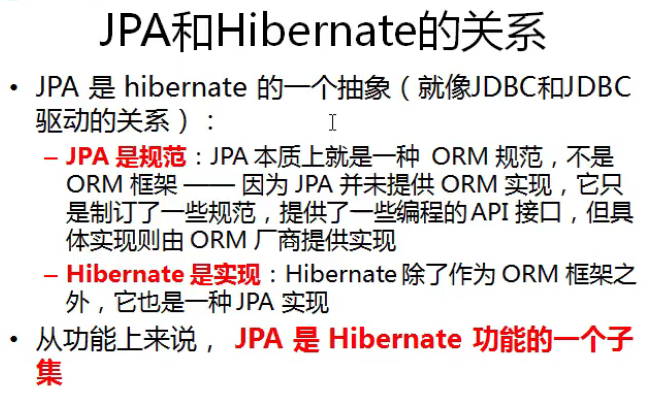 JPA和Hibernate的关系
• JPA 是 hibernate 的一个抽象（就像JDBC和JDBC
驱动的关系）：
– JPA 是规范：JPA 本质上就是一种 ORM 规范，不是
ORM 框架 —— 因为 JPA 并未提供 ORM 实现，它只
是制订了一些规范，提供了一些编程的 API 接口，但具
体实现则由 ORM 厂商提供实现
– Hibernate 是实现：Hibernate 除了作为 ORM 框架之
外，它也是一种 JPA 实现
• 从功能上来说， JPA 是 Hibernate 功能的一个子
集